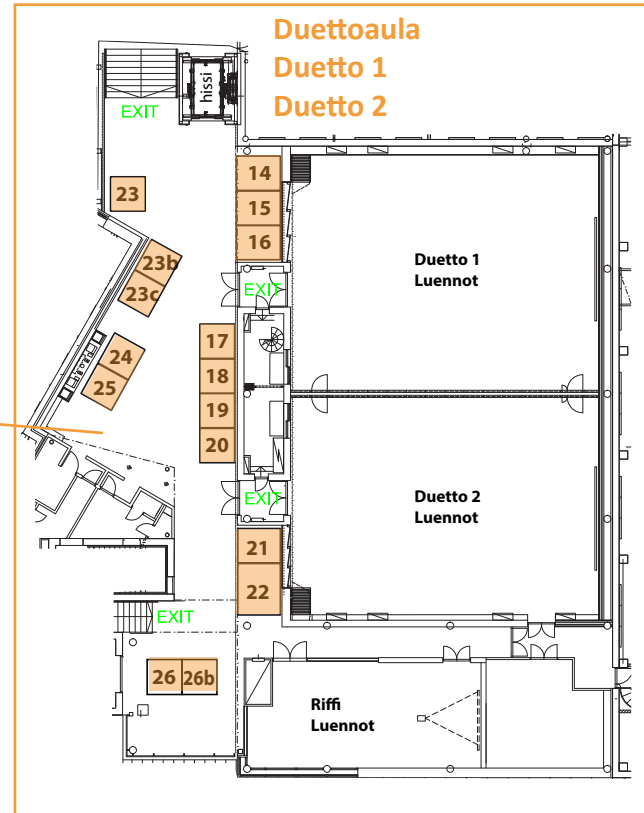 Duettoaula
Duetto 1
Duetto 2
hissi
EXIT
14
23
15
16
Duetto 1
Luennot
23b
23c
EXIT
17
24
18
25
19
20
Duetto 2
Luennot
EXIT
21
22
EXIT
26
26b
Riffi
Luennot